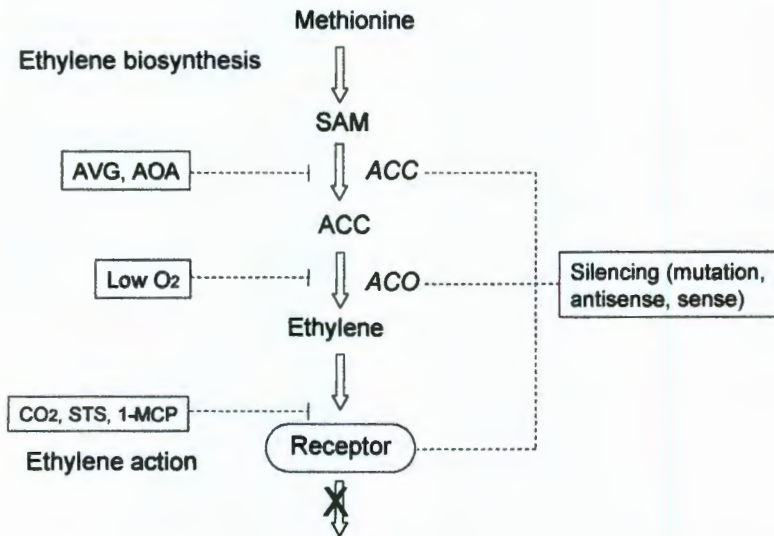 Methionine
Ethylene biosynthesis
SAM
AVG, AOA
ACC
ACC
Low O2
ACO
Silencing (mutation,
antisense, sense)
Ethylene
CO2, STS, 1-MCP
Receptor
Ethylene action
X